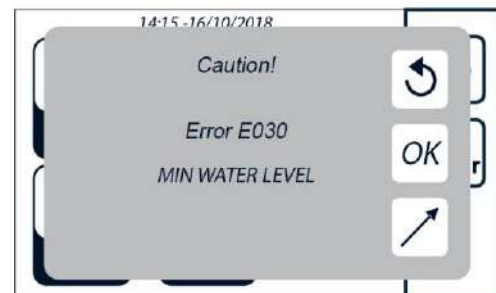 14:15 -16/10/2018
Caution!
Error E030
MIN WATER LEVEL
OK
r